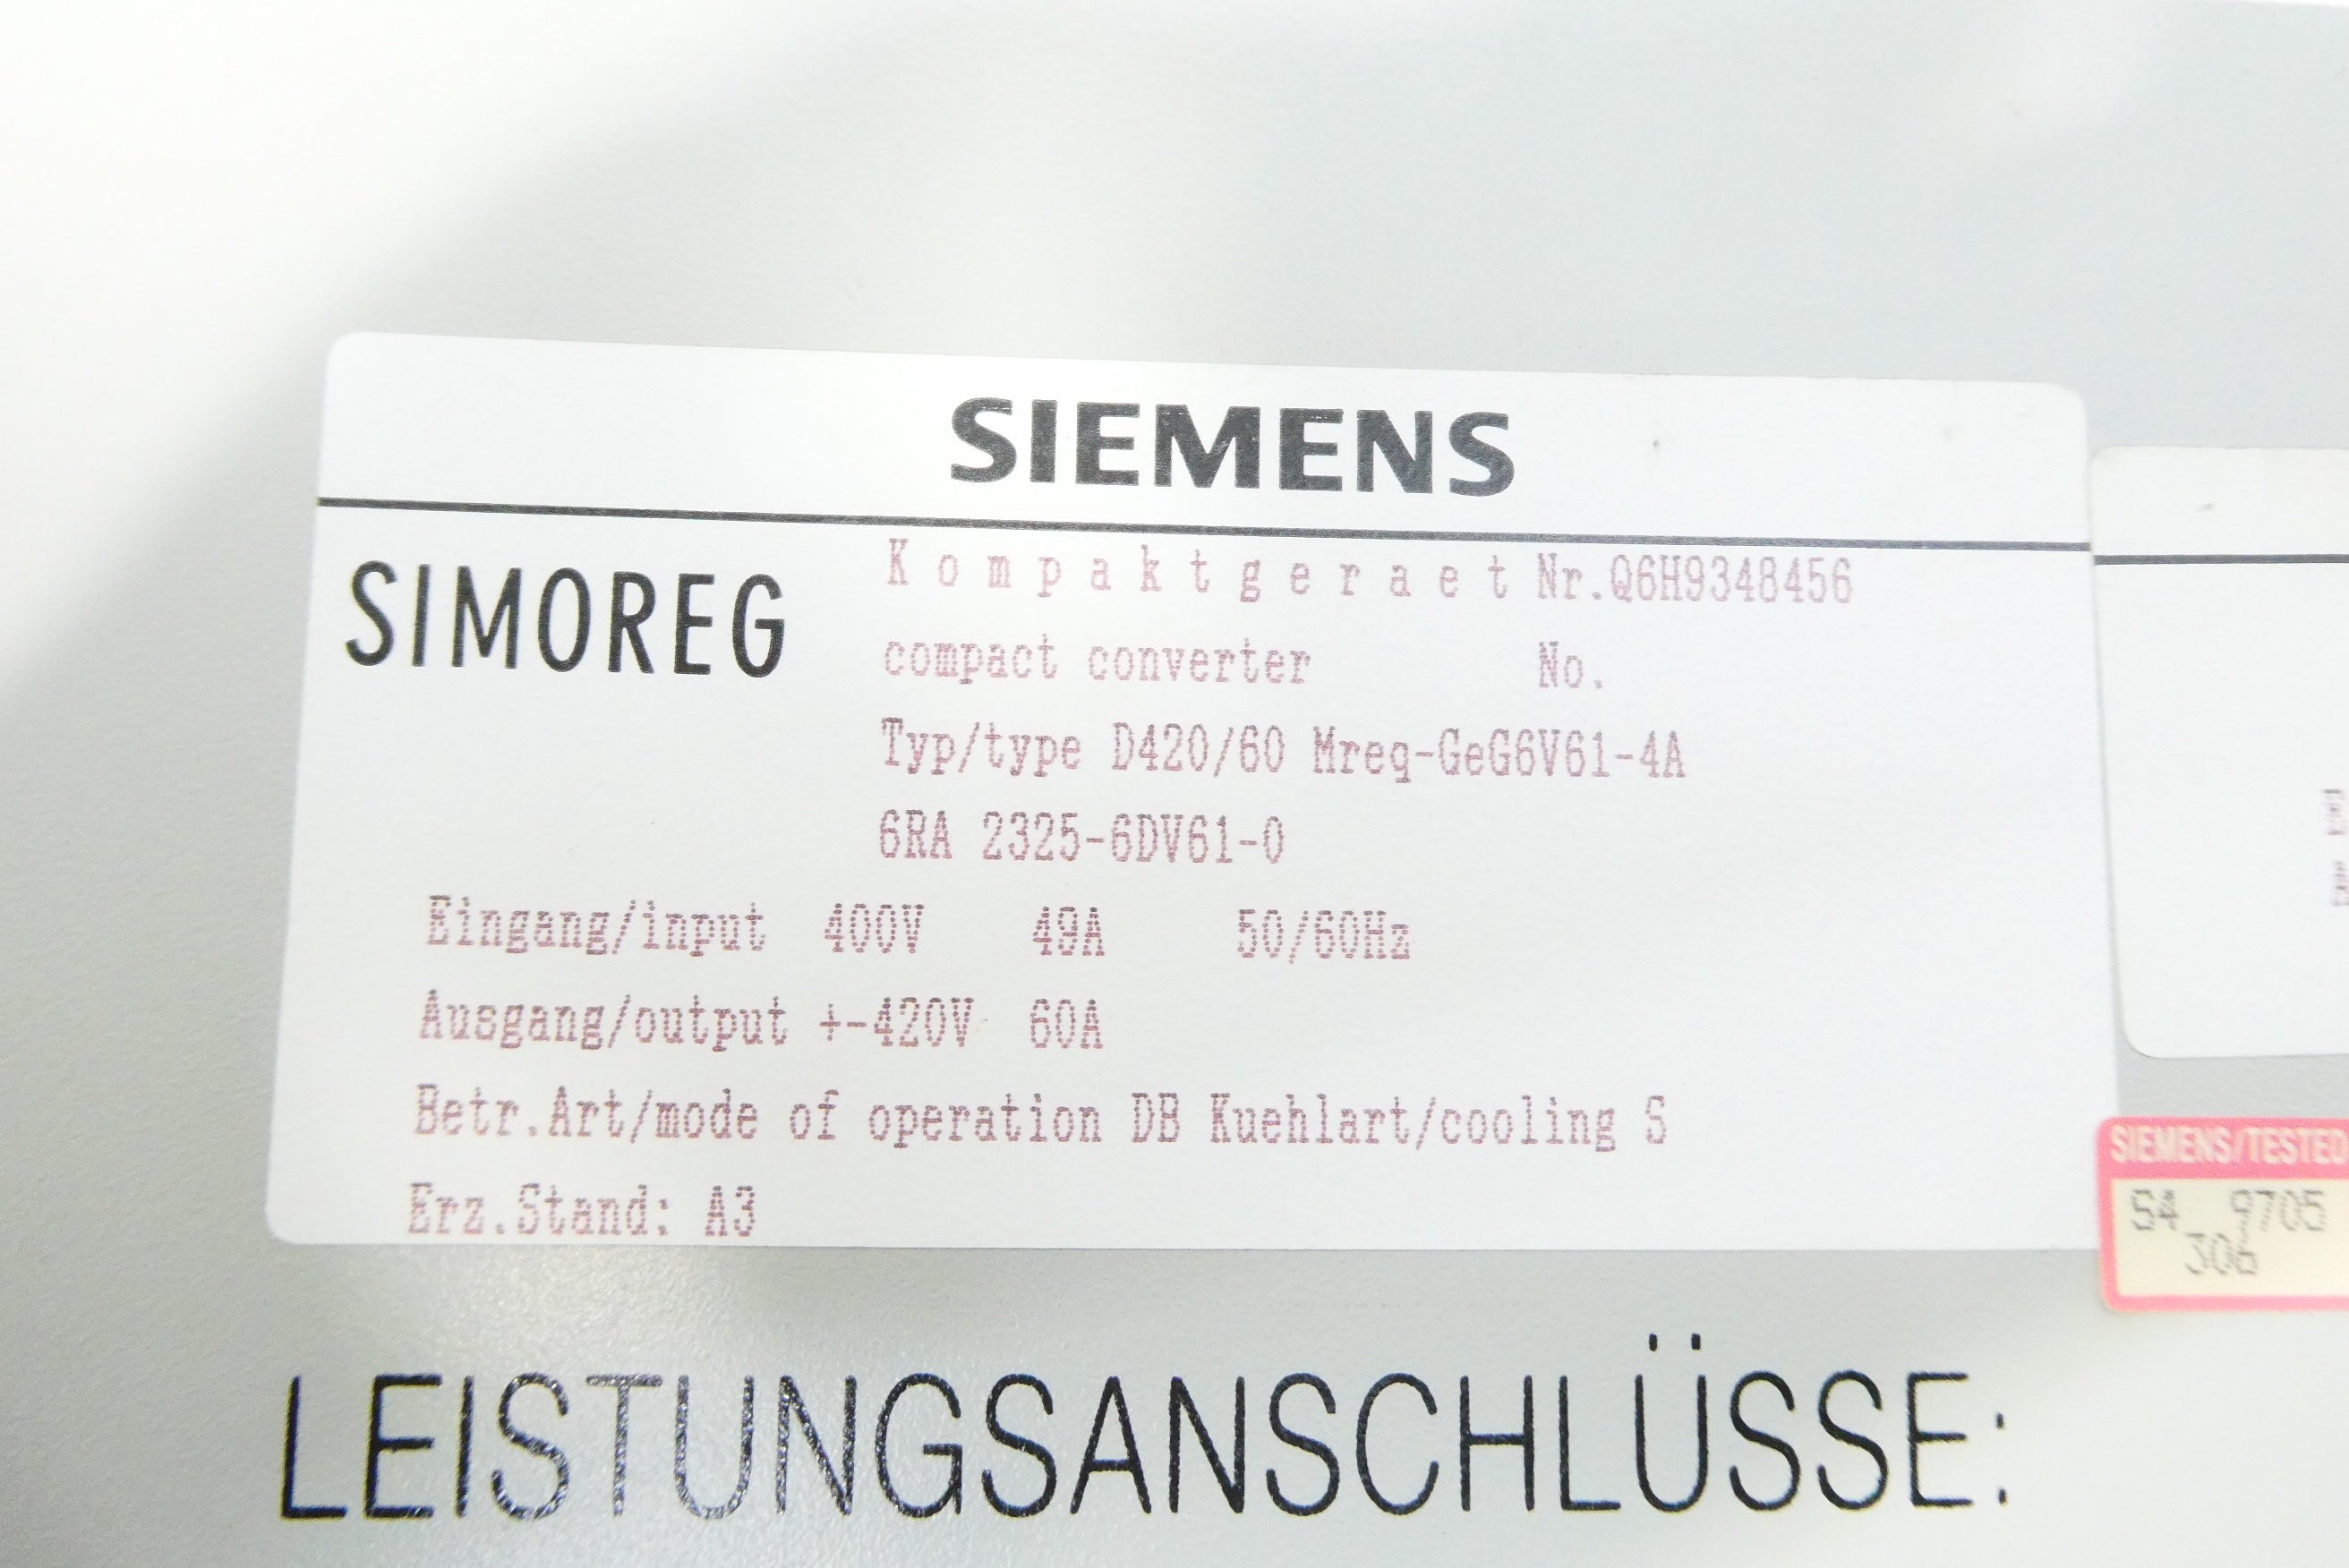 SIEMENS
SIMOREG
Kompaktgeraet Nr.Q6H9348456
compact converter No.
Typ/type D420/60 Mreq-GeG6V61-4A
6RA 2325-6DV61-0
Eingang/input 400V 49A 50/60Hz
Ausgang/output +-420V 60A
Betr.Art/mode of operation DB Kuehlart/cooling S
Erz.Stand: A3
SIEMENS/TESTED
S4 9705
306
LEISTUNGSANSCHLÜSSE: